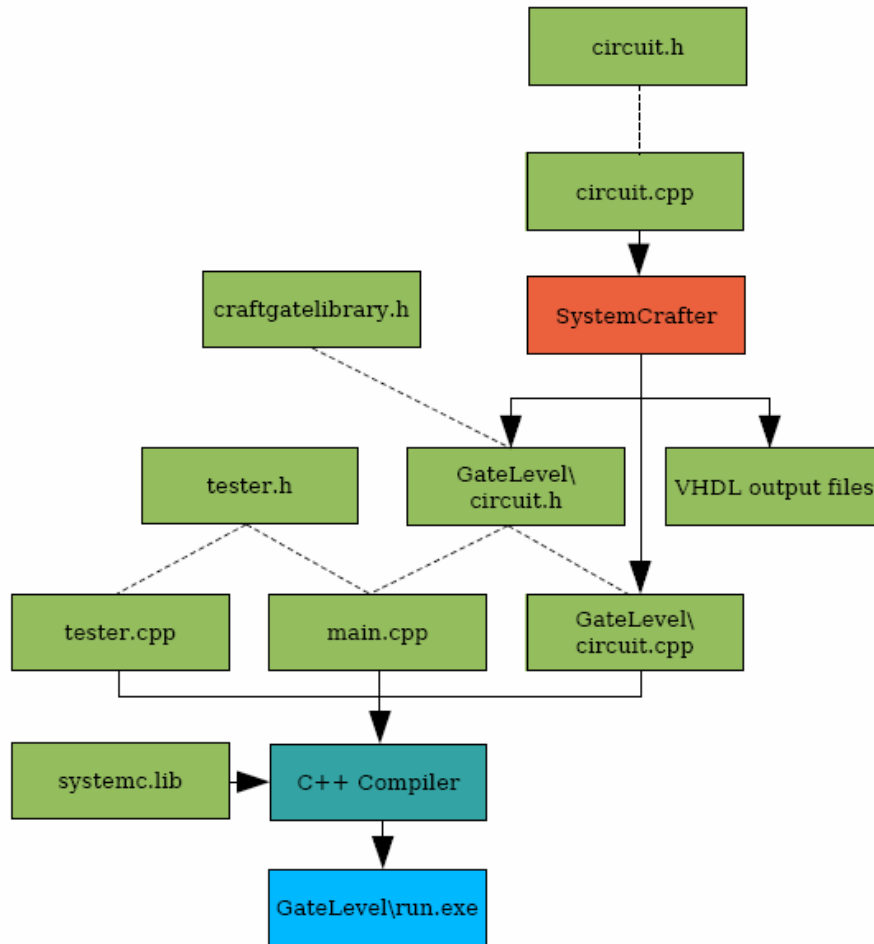 circuit.h
circuit.cpp
craftgatelibrary.h
SystemCrafter
tester.h
GateLevel\
circuit.h
VHDL output files
tester.cpp
main.cpp
GateLevel\
circuit.cpp
systemc.lib
C++ Compiler
GateLevel\run.exe